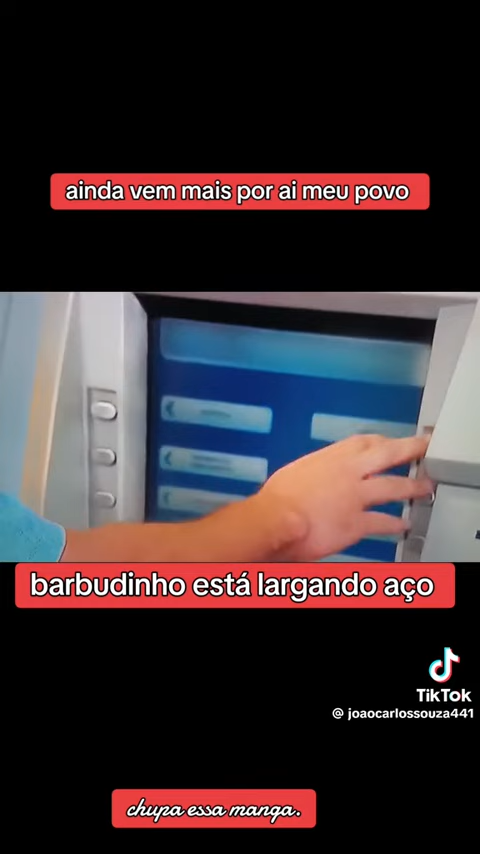 ainda vem mais por ai meu povo
barbudinho está largando aço
TikTok
@ joaocarlossouza441
chupa essa manga.